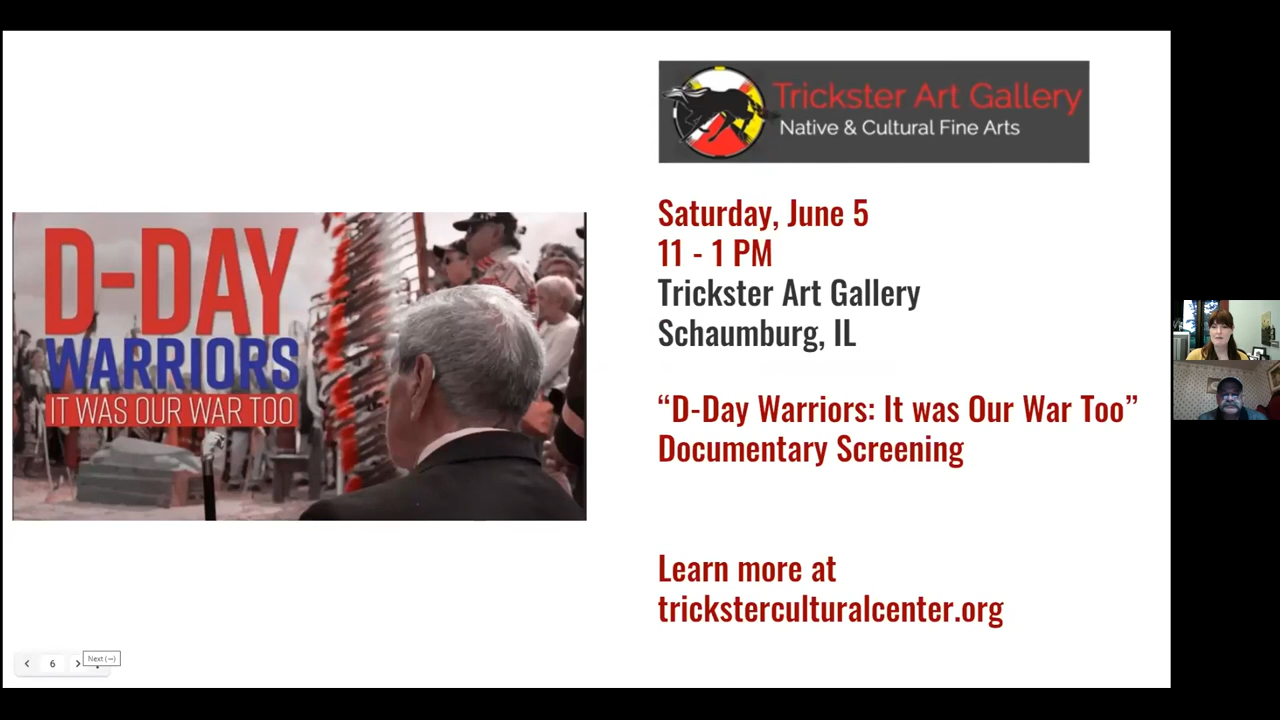 Trickster Art Gallery
Native & Cultural Fine Arts
D-DAY
WARRIORS
IT WAS OUR WAR TOO
Saturday, June 5
11 - 1 PM
Trickster Art Gallery
Schaumburg, IL
“D-Day Warriors: It was Our War Too”
Documentary Screening
Learn more at
tricksterculturalcenter.org
6
Next (→)